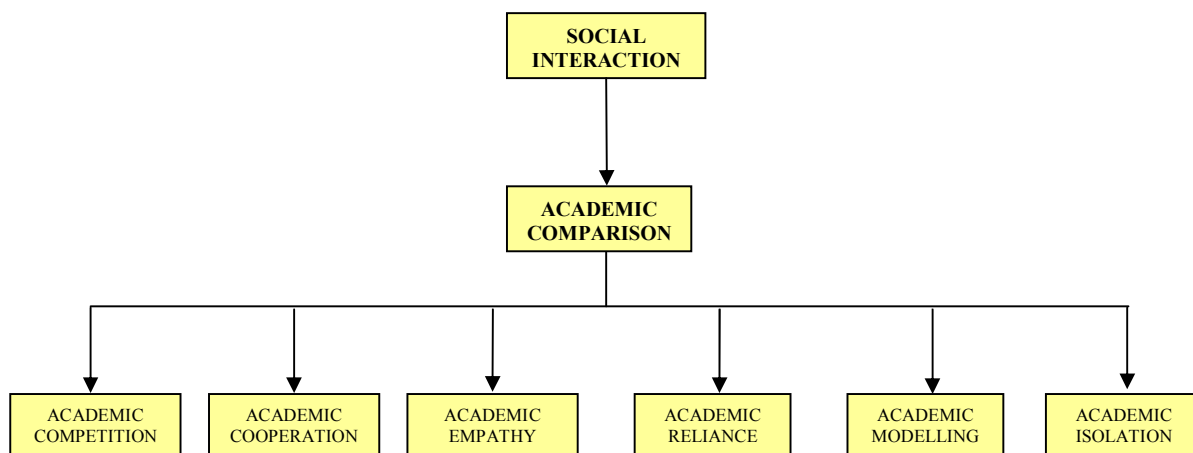 SOCIAL
INTERACTION
ACADEMIC
COMPARISON
ACADEMIC
COMPETITION
ACADEMIC
COOPERATION
ACADEMIC
EMPATHY
ACADEMIC
RELIANCE
ACADEMIC
MODELLING
ACADEMIC
ISOLATION